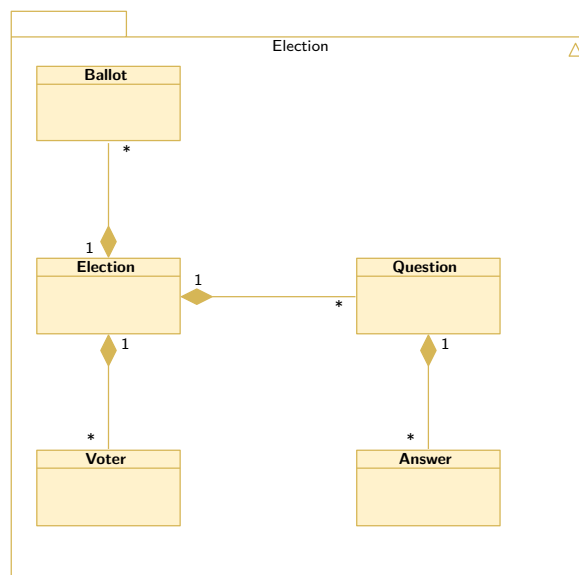 Election
Ballot
*
1
Election
1
Question
*
1
1
*
*
Voter
Answer